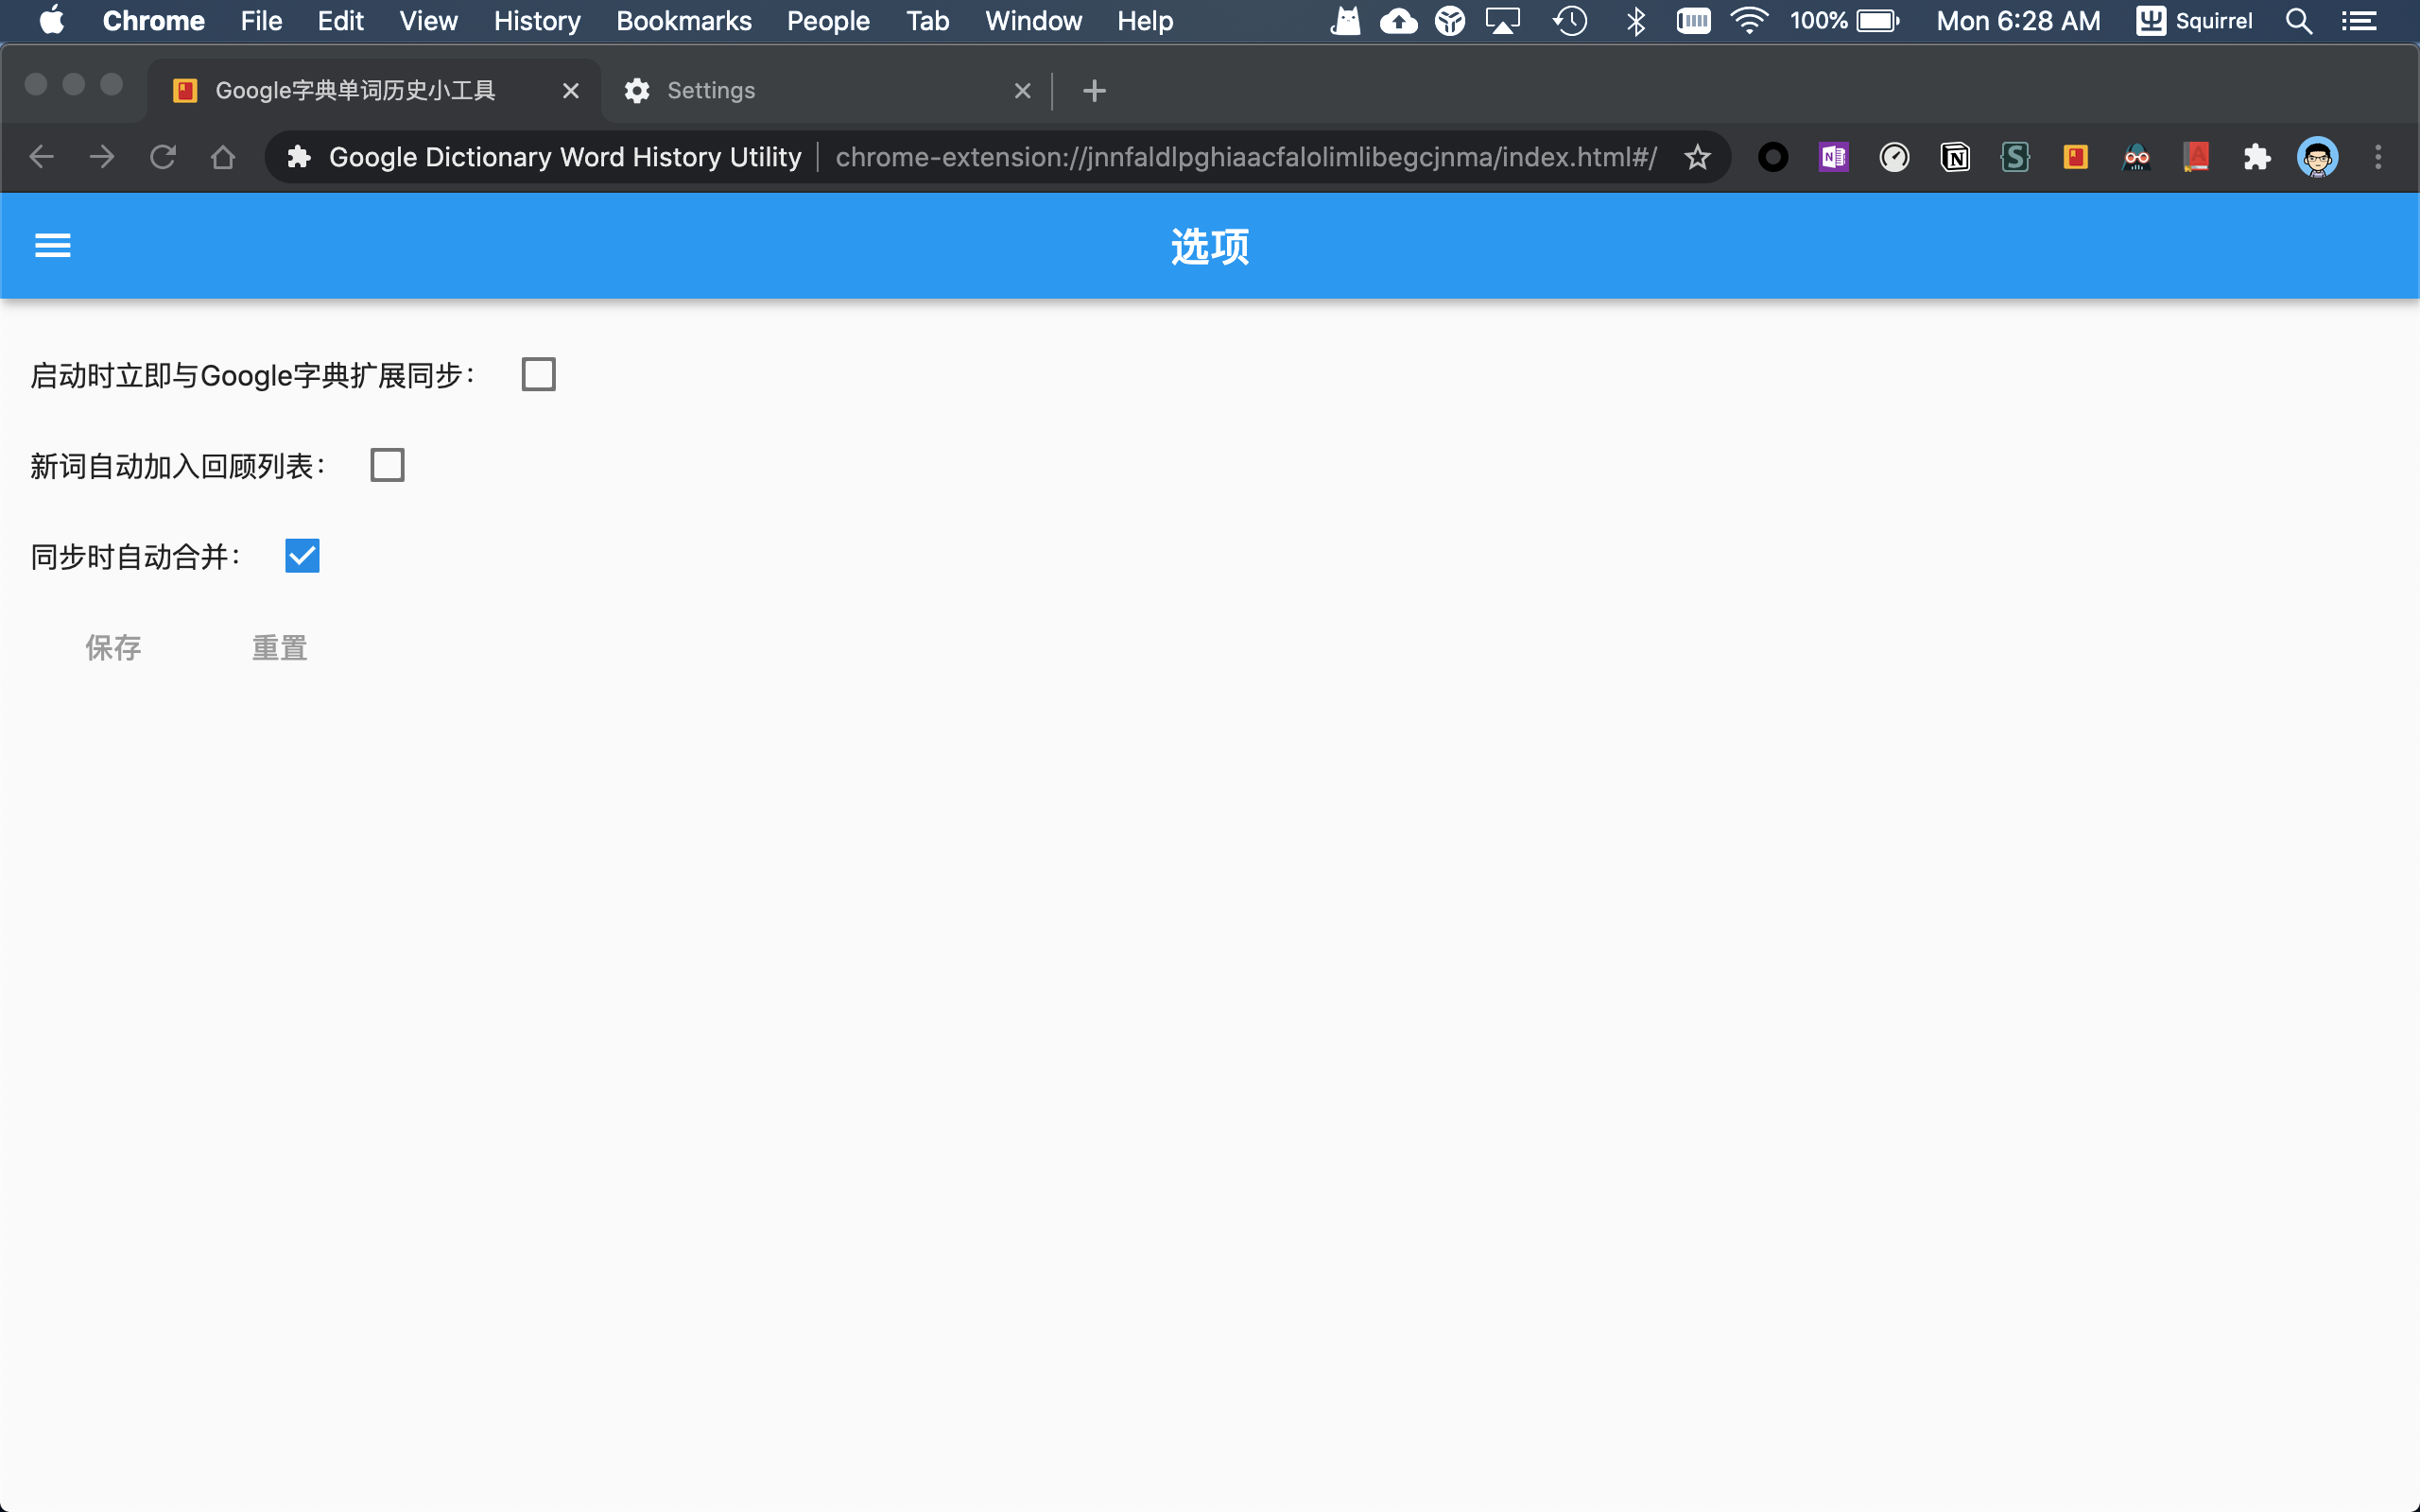 Chrome File Edit View History Bookmarks People Tab Window Help 100% Mon 6:28 AM Squirrel
Google字典单词历史小工具 Settings
Google Dictionary Word History Utility chrome-extension://jnnfaldlpghiaacfalolimlibegcjnma/index.html#/
选项
启动时立即与Google字典扩展同步：
新词自动加入回顾列表：
同步时自动合并：
保存 重置